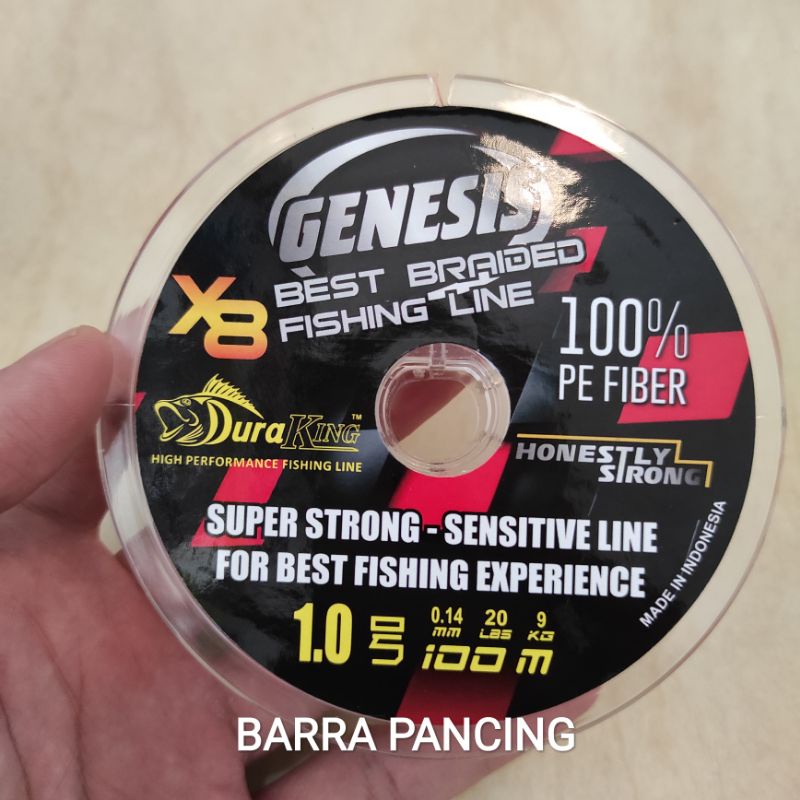 GENESIS
X8
BEST BRAIDED
FISHING LINE
100%
PE FIBER
DuraKing™
HIGH PERFORMANCE FISHING LINE
HONESTLY
STRONG
SUPER STRONG - SENSITIVE LINE
FOR BEST FISHING EXPERIENCE
MADE IN INDONESIA
1.0 0.14 MM 20 LBS 9 KG
100 m
BARRA PANCING